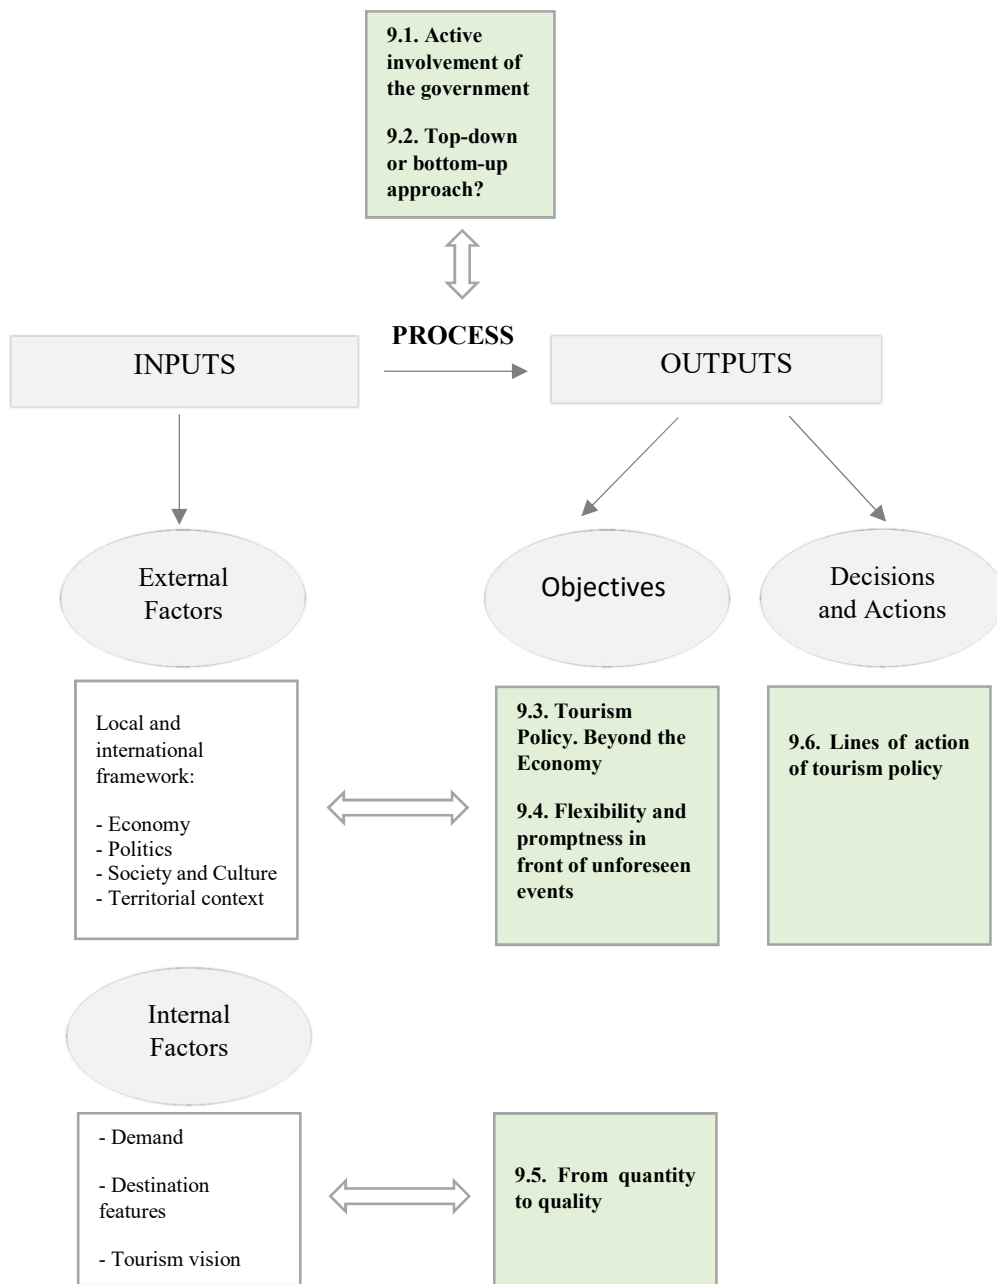 9.1. Active
involvement of
the government
9.2. Top-down
or bottom-up
approach?
PROCESS
INPUTS
OUTPUTS
External
Factors
Objectives
Decisions
and Actions
Local and
international
framework:
- Economy
- Politics
- Society and Culture
- Territorial context
9.3. Tourism
Policy. Beyond the
Economy
9.4. Flexibility and
promptness in
front of unforeseen
events
9.6. Lines of action
of tourism policy
Internal
Factors
- Demand
- Destination
features
- Tourism vision
9.5. From quantity
to quality